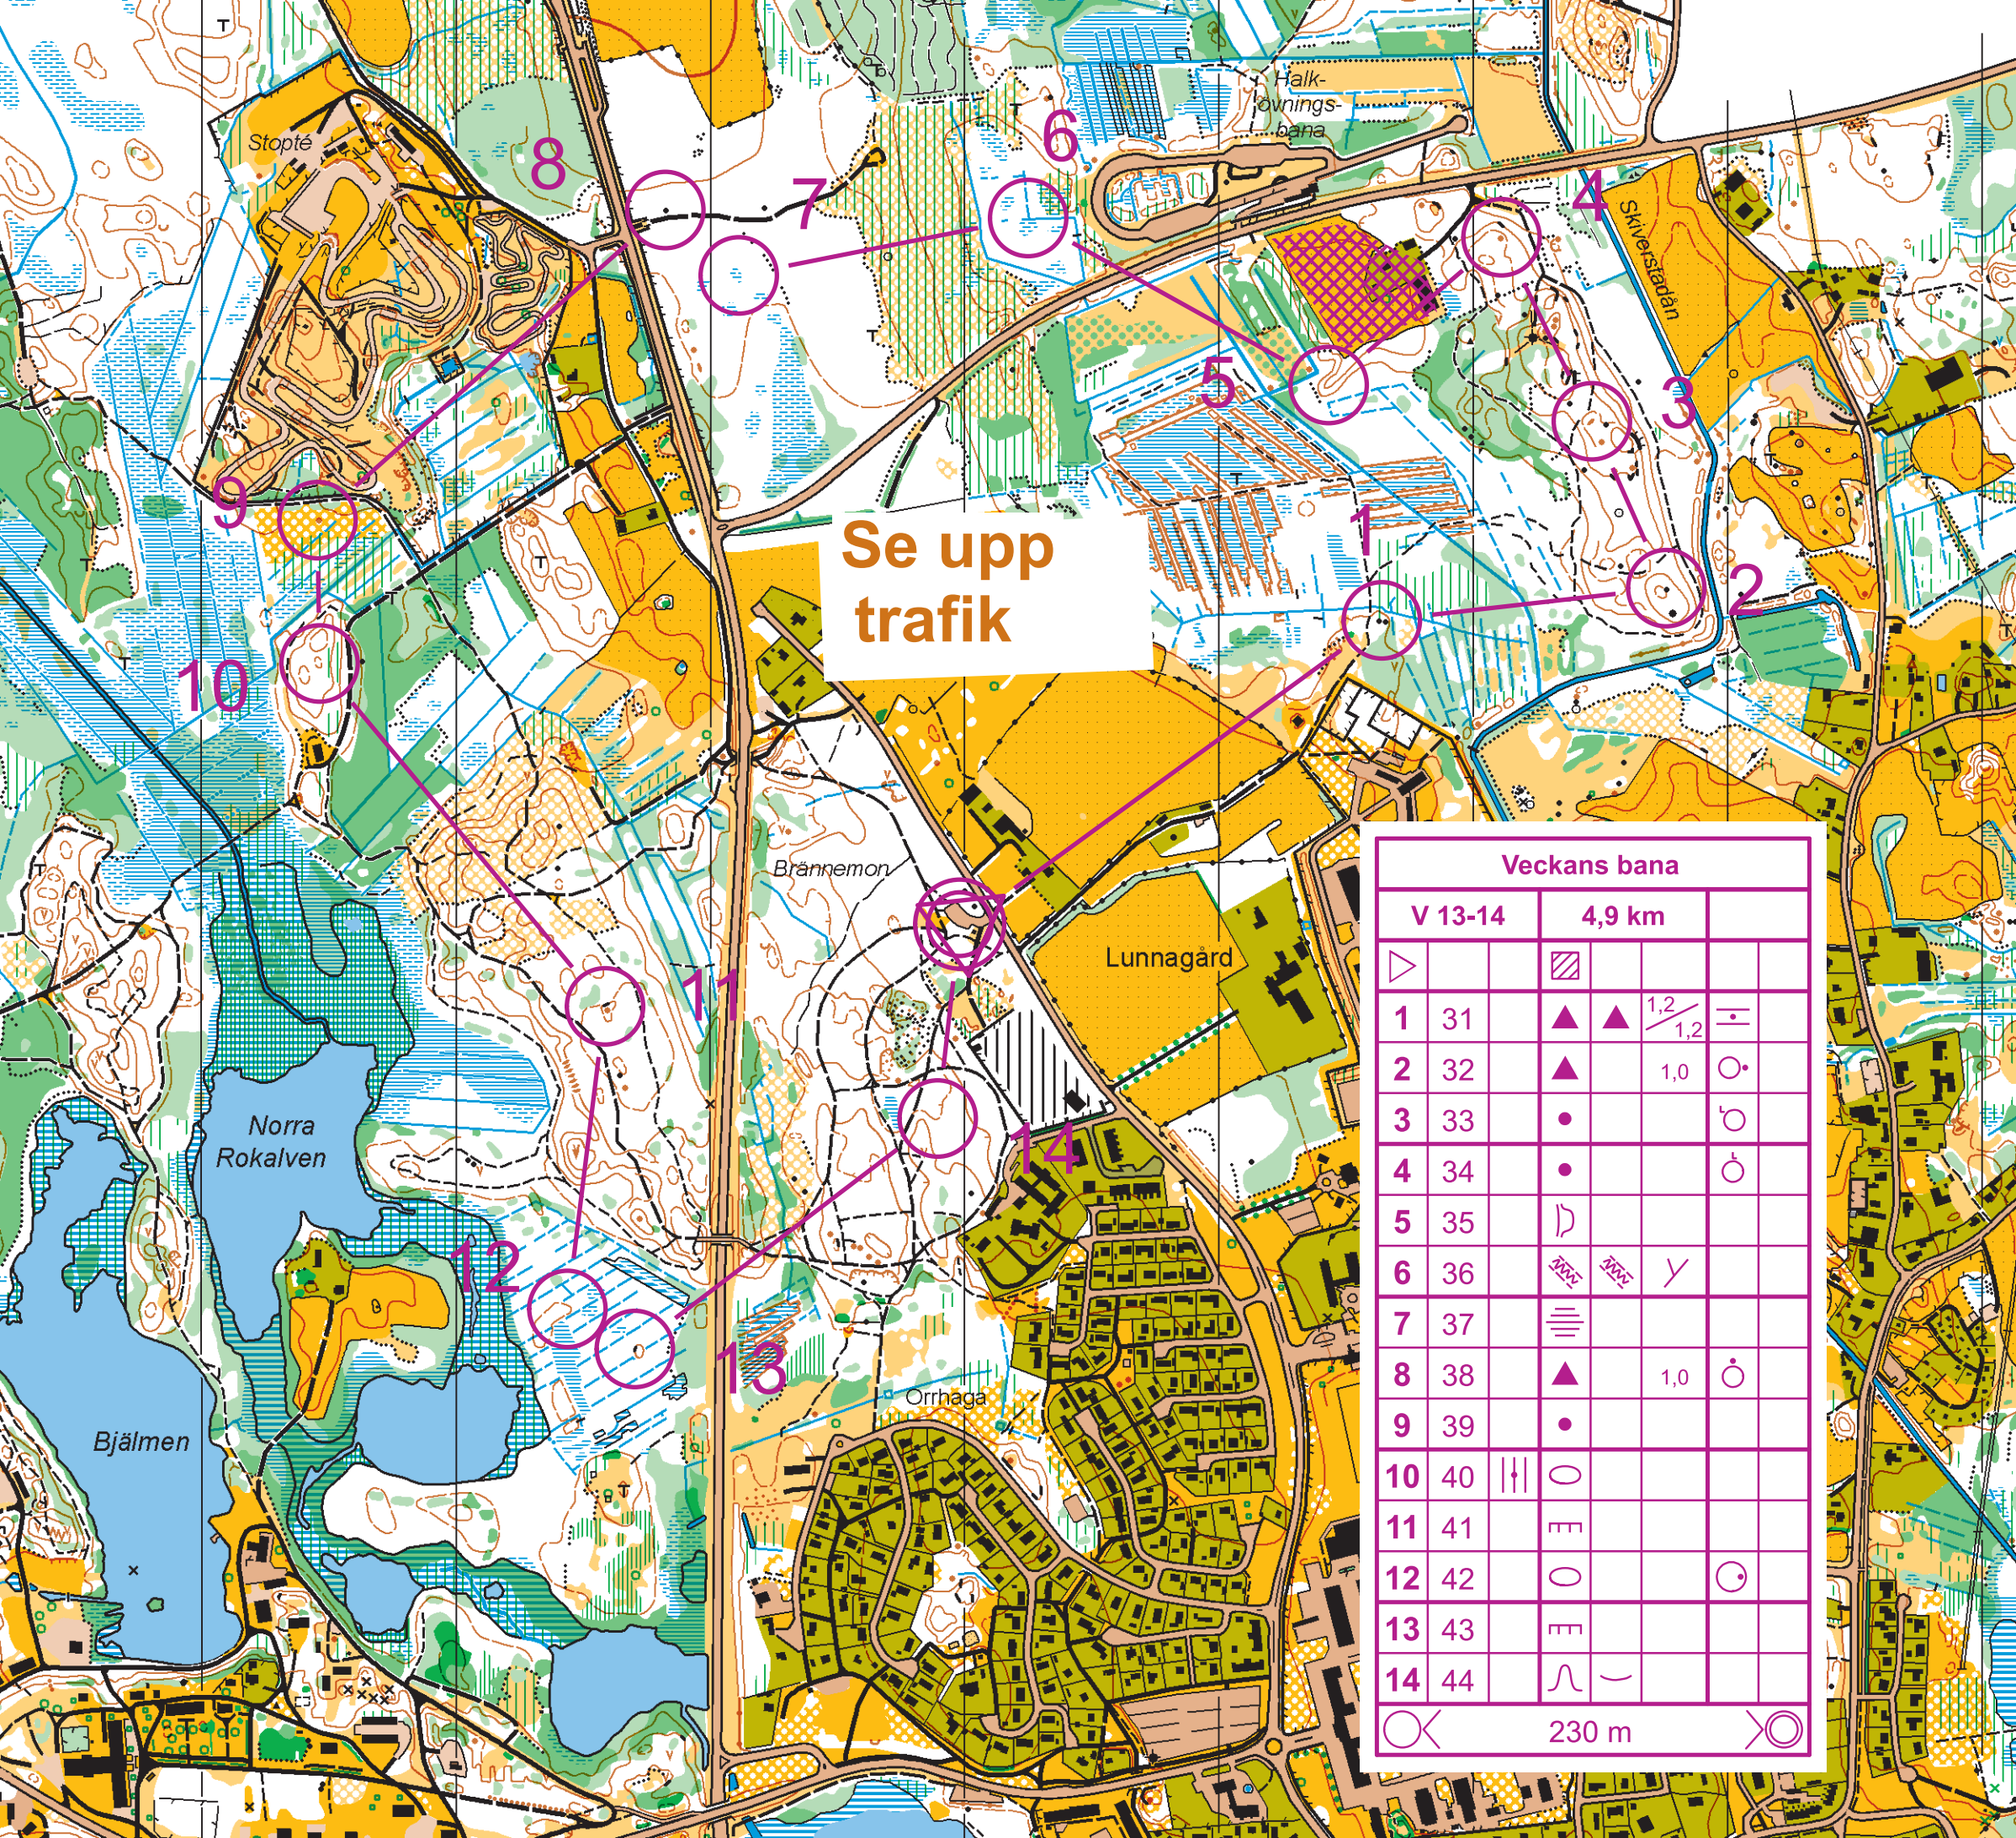 Stopté
Halk-
övnings-
bana
Skiverstadån
8
7
6
4
5
3
9
1
2
10
Se upp
trafik
Brännemon
Lunnagård
11
Norra
Rokalven
14
12
13
Orrhaga
Bjälmen
Veckans bana
V 13-14 4,9 km
1 31 1,2/1,2
2 32 1,0
3 33
4 34
5 35
6 36
7 37
8 38 1,0
9 39
10 40
11 41
12 42
13 43
14 44
230 m